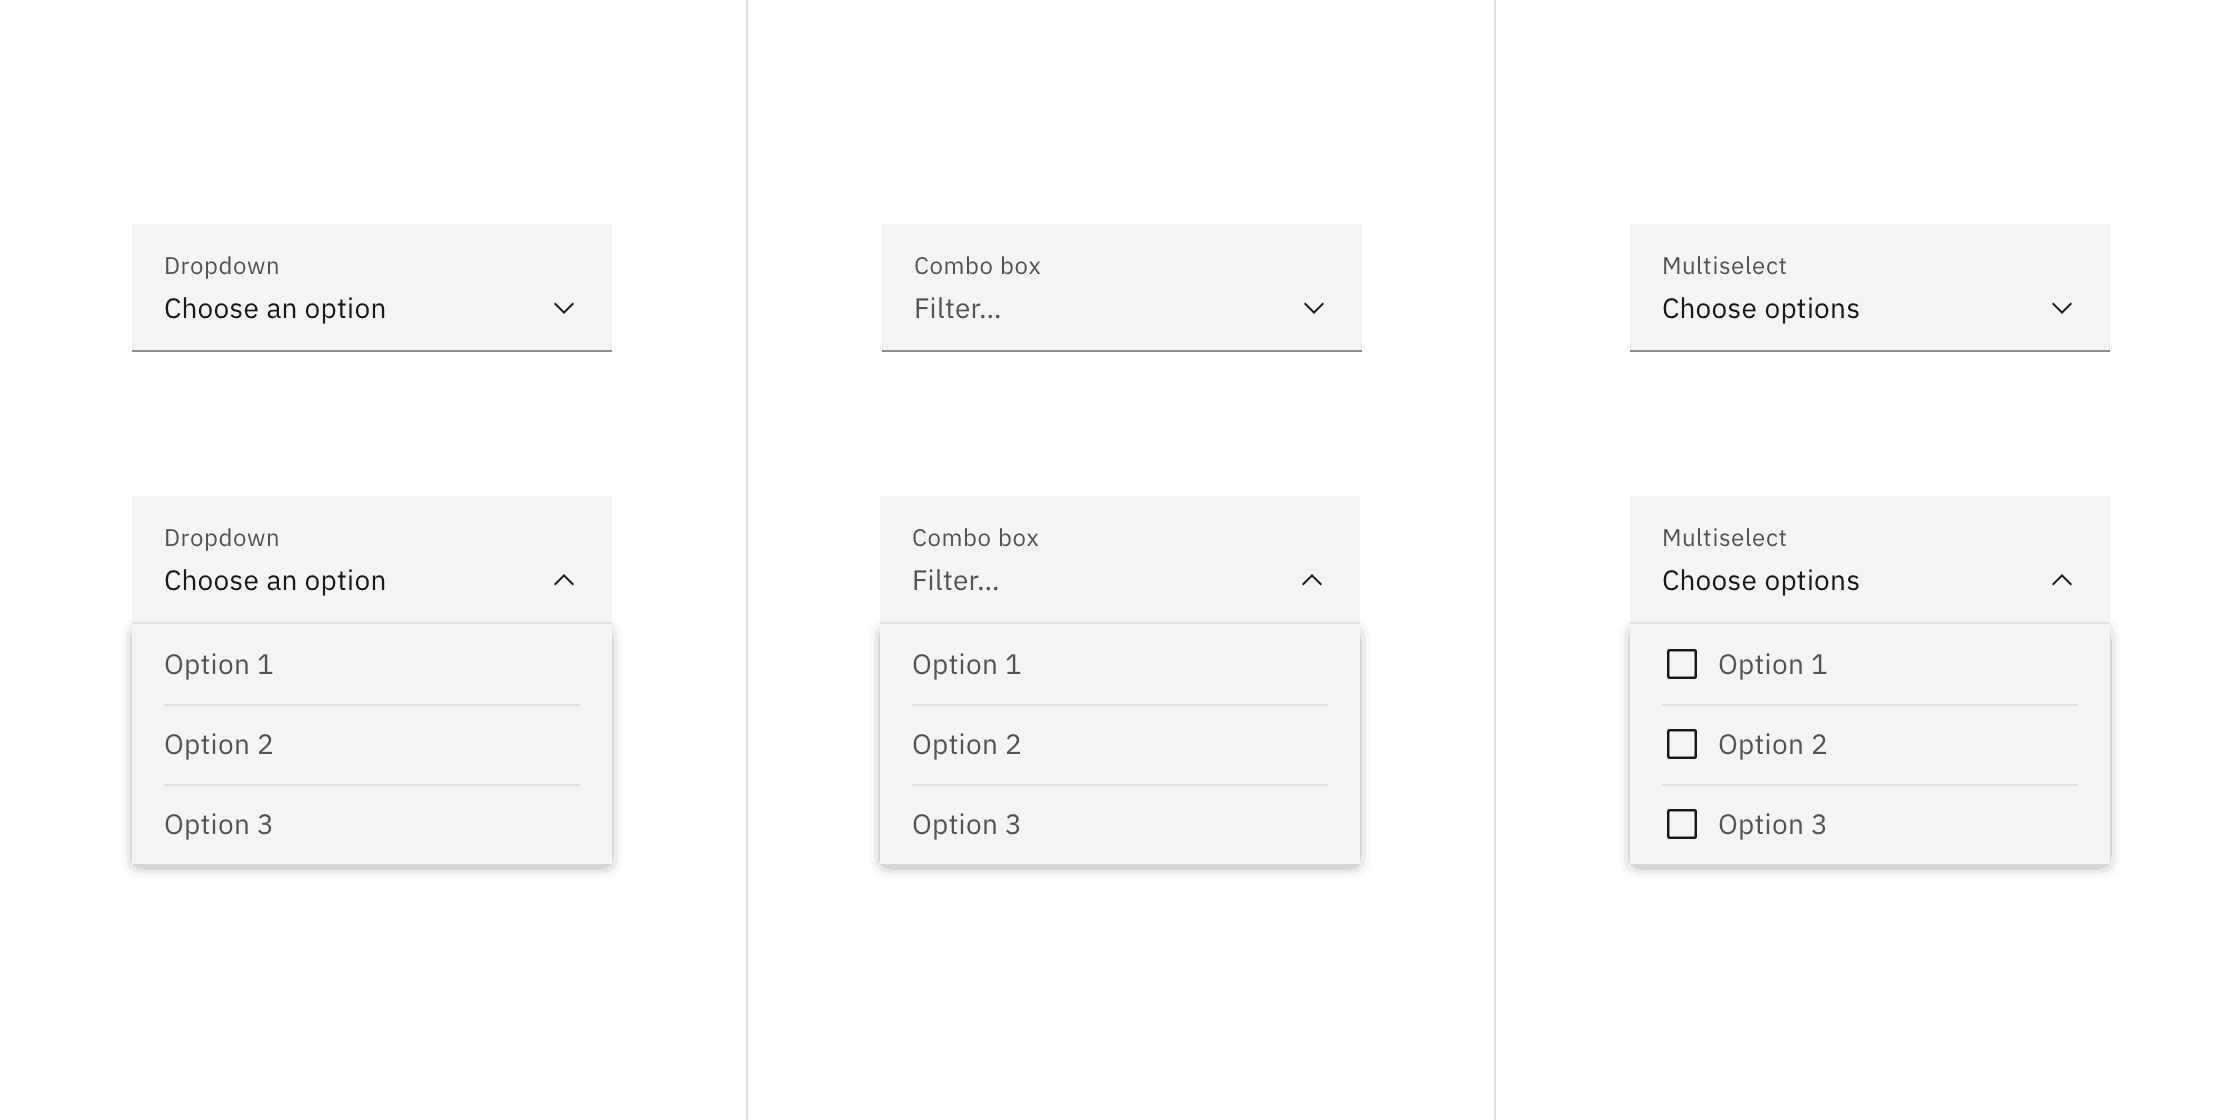 Dropdown
Choose an option
Combo box
Filter...
Multiselect
Choose options
Dropdown
Choose an option
Option 1
Option 2
Option 3
Combo box
Filter...
Option 1
Option 2
Option 3
Multiselect
Choose options
Option 1
Option 2
Option 3